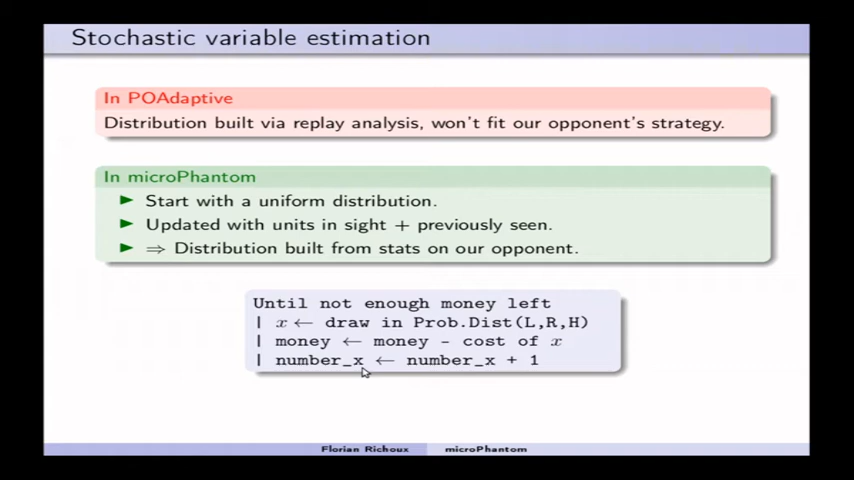 Stochastic variable estimation
In POAdaptive
Distribution built via replay analysis, won't fit our opponent's strategy.
In microPhantom
▶ Start with a uniform distribution.
▶ Updated with units in sight + previously seen.
▶ ⇒ Distribution built from stats on our opponent.
Until not enough money left
| x ← draw in Prob.Dist(L,R,H)
| money ← money - cost of x
| number_x ← number_x + 1
Florian Richoux microPhantom